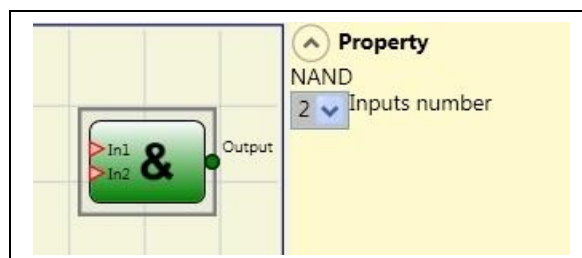 Property
NAND
2 Inputs number
In1
In2
&
Output